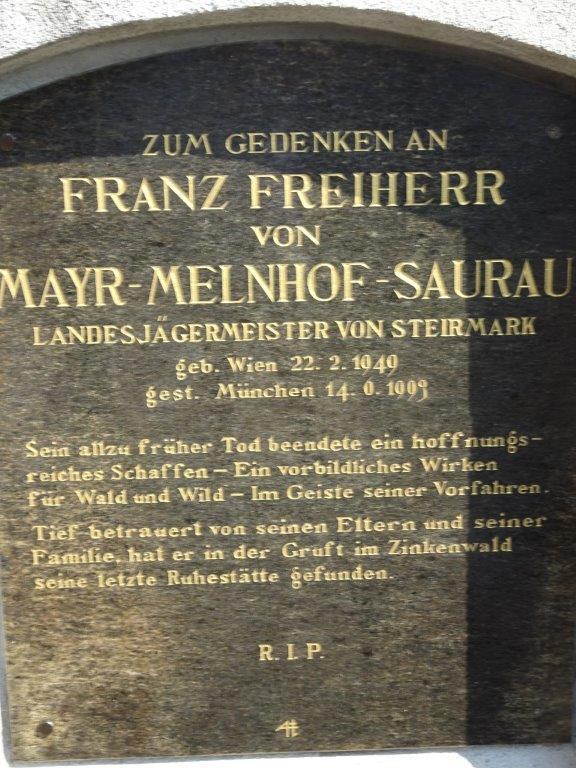 ZUM GEDENKEN AN
FRANZ FREIHERR
VON
MAYR-MELNHOF-SAURAU
LANDESJÄGERMEISTER VON STEIRMARK
geb. Wien 22. 2. 1949
gest. München 14.
Sein allzu früher Tod beendete ein hoffnungs-
reiches Schaffen – Ein vorbildliches Wirken
für Wald und Wild – Im Geiste seiner Vorfahren.
Tief betrauert von seinen Eltern und seiner
Familie, hat er in der Gruft im Zinkenwald
seine letzte Ruhestätte gefunden.
R. I. P.